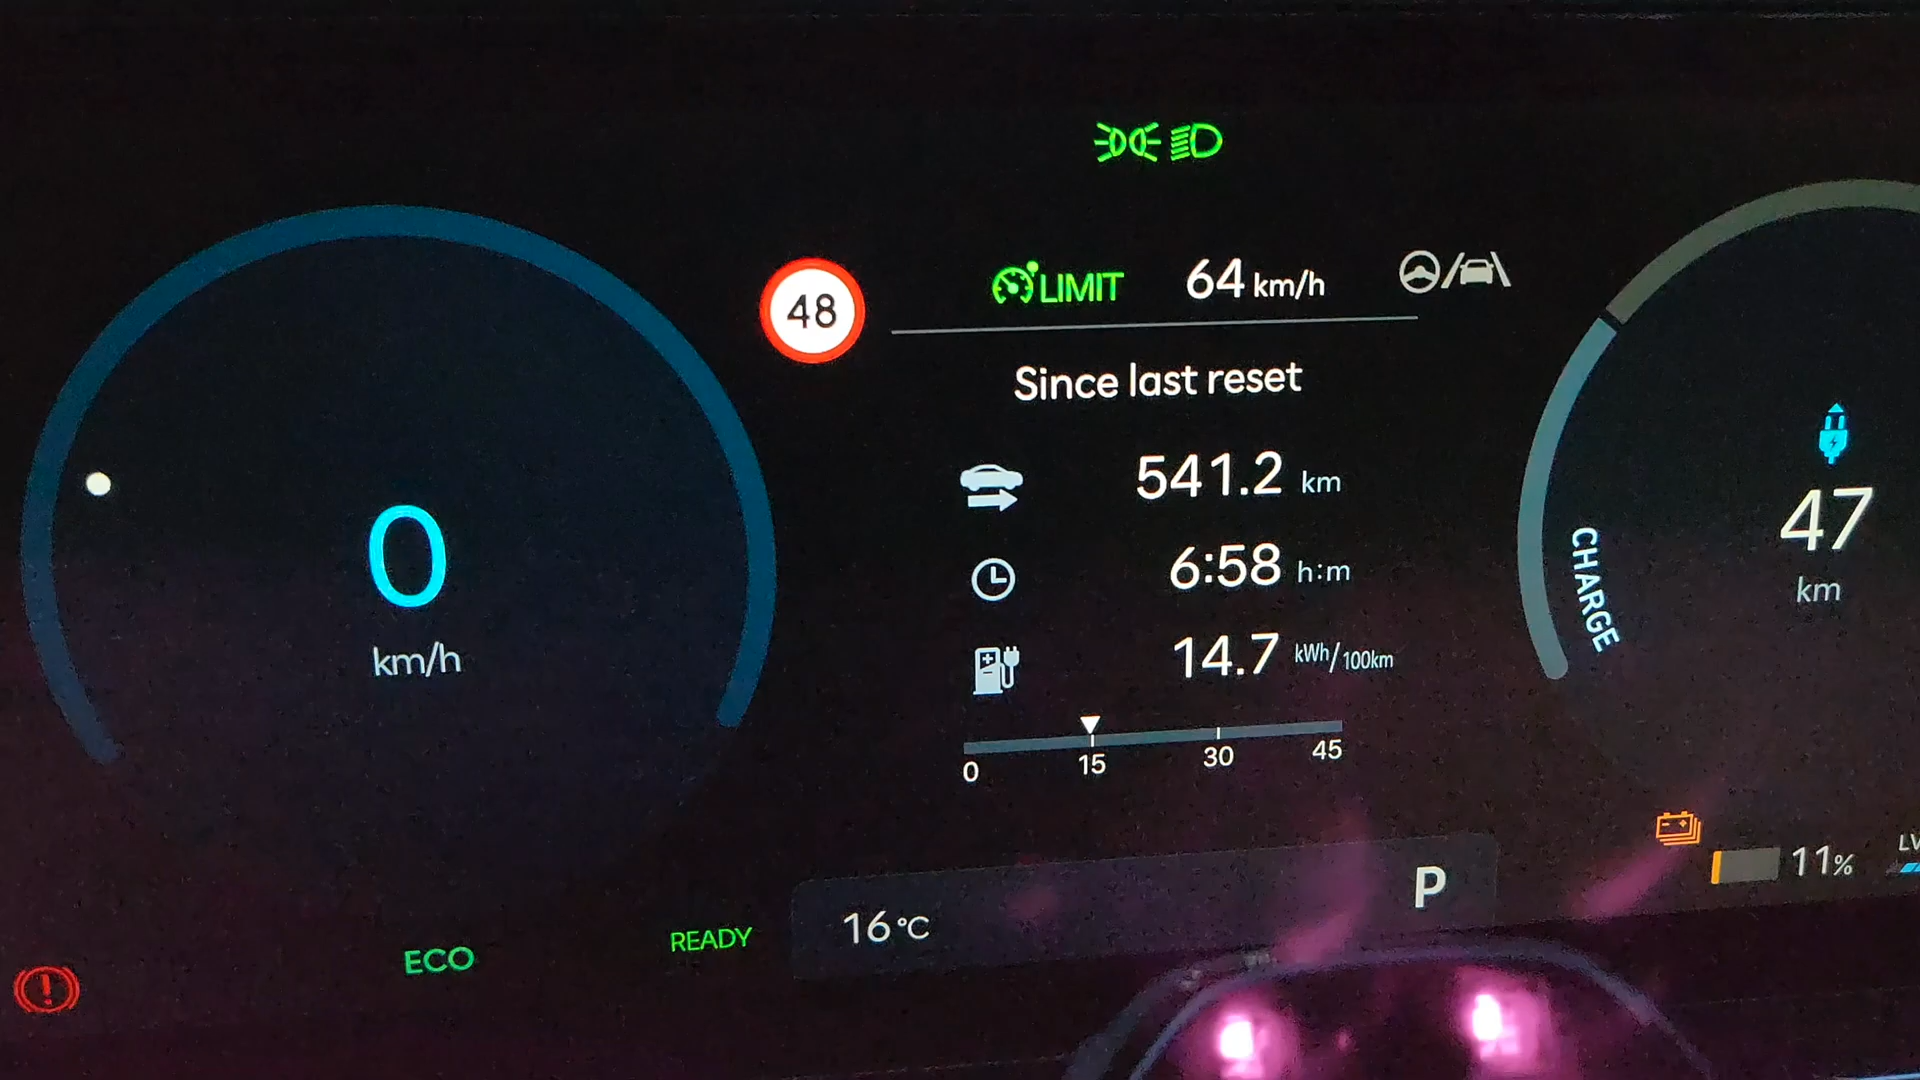 LIMIT 64 km/h
48
Since last reset
541.2 km
6:58 h:m
14.7 kWh/100km
0 15 30 45
0
km/h
CHARGE
47
km
11%
LV
16°C
P
ECO
READY